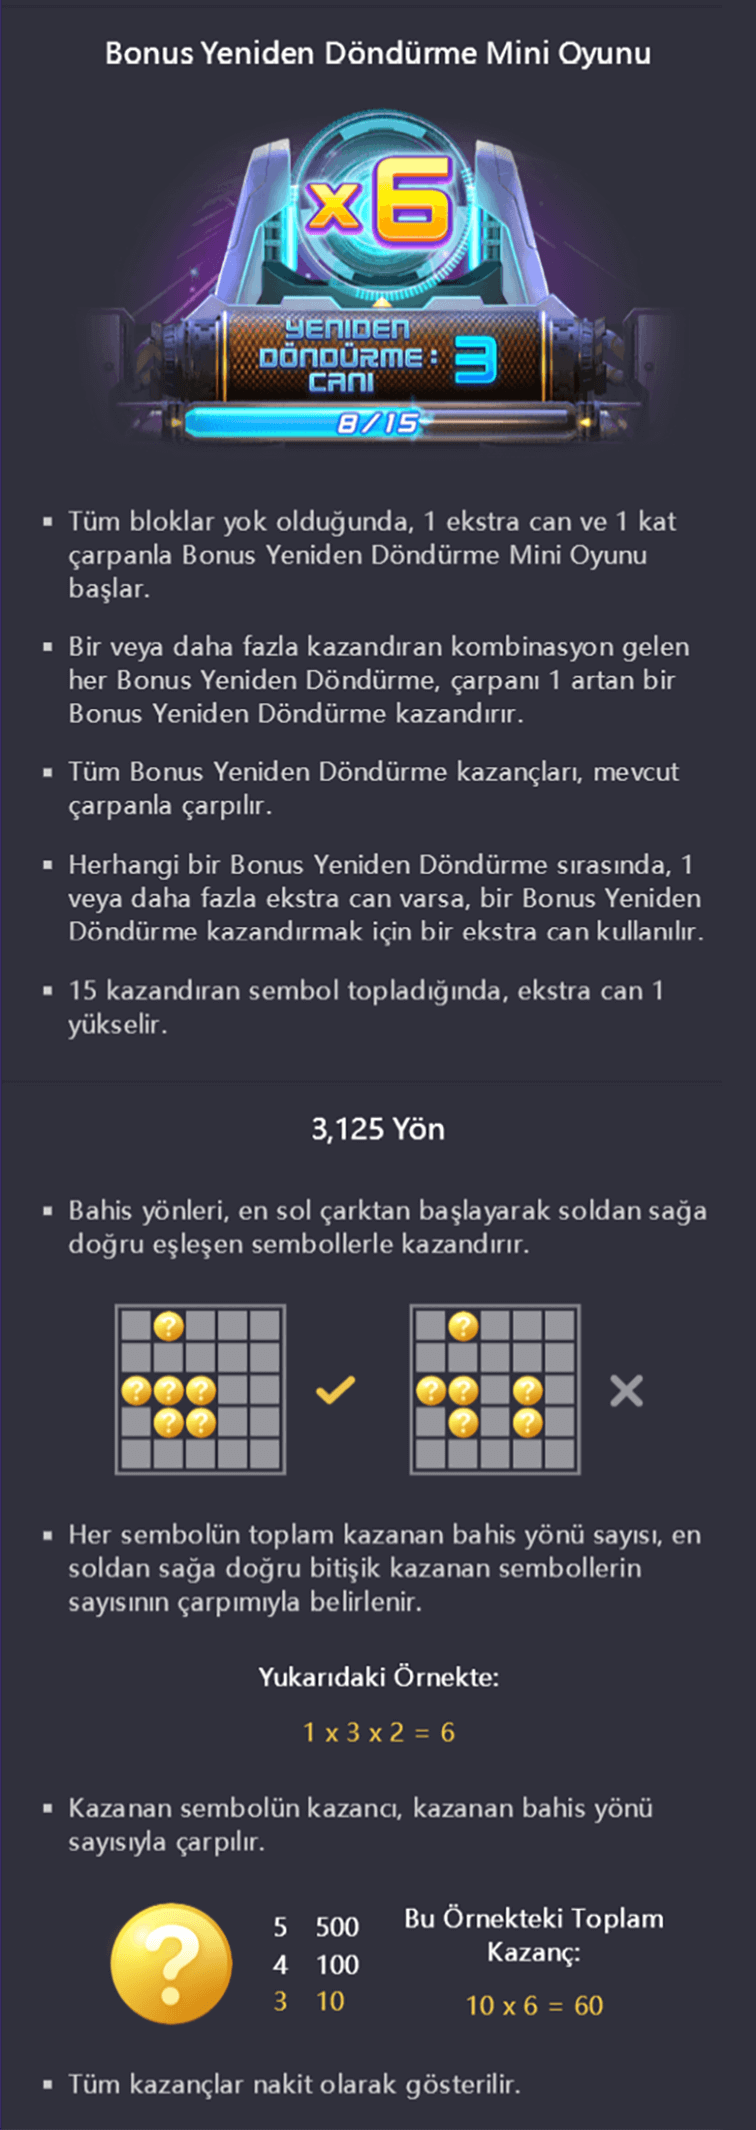 Bonus Yeniden Döndürme Mini Oyunu
x6
YENIDEN
DÖNDÜRME: 3
CANI
8/15
▪ Tüm bloklar yok olduğunda, 1 ekstra can ve 1 kat
çarpanla Bonus Yeniden Döndürme Mini Oyunu
başlar.
▪ Bir veya daha fazla kazandıran kombinasyon gelen
her Bonus Yeniden Döndürme, çarpanı 1 artan bir
Bonus Yeniden Döndürme kazandırır.
▪ Tüm Bonus Yeniden Döndürme kazançları, mevcut
çarpanla çarpılır.
▪ Herhangi bir Bonus Yeniden Döndürme sırasında, 1
veya daha fazla ekstra can varsa, bir Bonus Yeniden
Döndürme kazandırmak için bir ekstra can kullanılır.
▪ 15 kazandıran sembol topladığında, ekstra can 1
yükselir.
3,125 Yön
▪ Bahis yönleri, en sol çarktan başlayarak soldan sağa
doğru eşleşen sembollerle kazandırır.
? ?
? ? ? ? ? ?
? ? ? ?
▪ Her sembolün toplam kazanan bahis yönü sayısı, en
soldan sağa doğru bitişik kazanan sembollerin
sayısının çarpımıyla belirlenir.
Yukarıdaki Örnekte:
1 x 3 x 2 = 6
▪ Kazanan sembolün kazancı, kazanan bahis yönü
sayısıyla çarpılır.
?
5 500
4 100
3 10
Bu Örnekteki Toplam
Kazanç:
10 x 6 = 60
▪ Tüm kazançlar nakit olarak gösterilir.